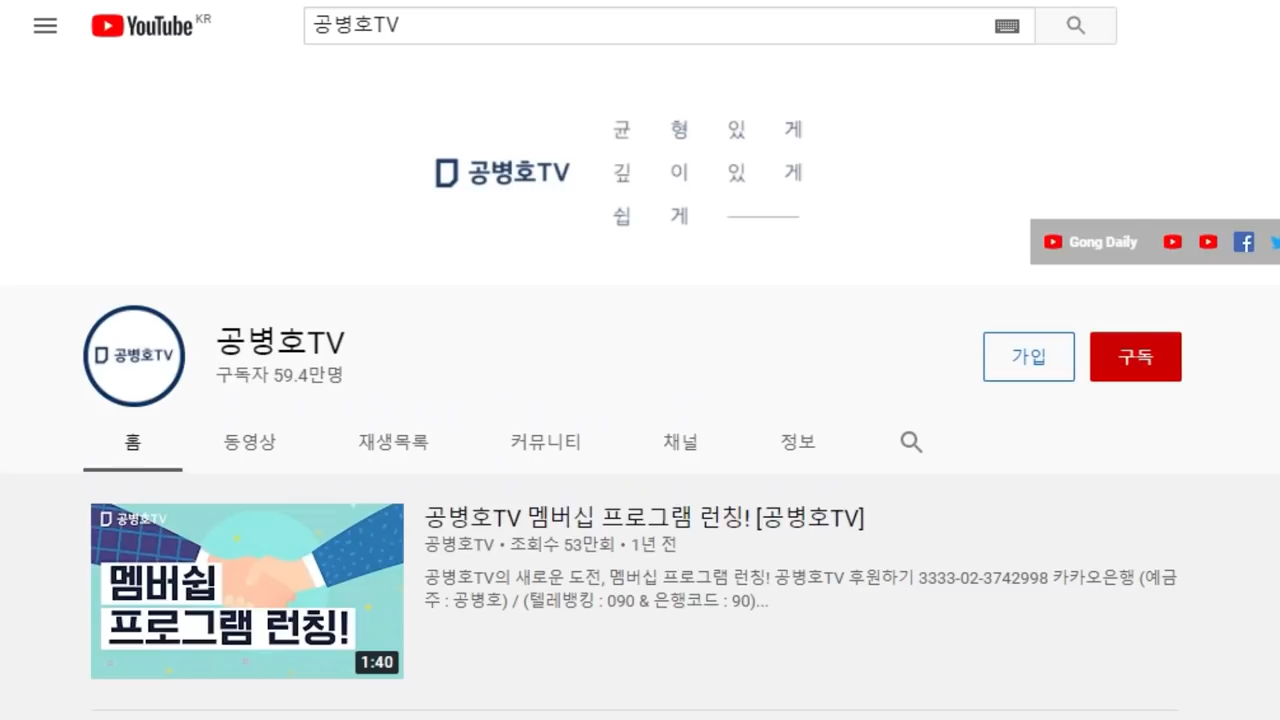 YouTube KR
공병호TV
균 형 있 게
공병호TV
깊 이 있 게
쉽 게
Gong Daily
공병호TV
공병호TV
구독자 59.4만명
가입
구독
홈 동영상 재생목록 커뮤니티 채널 정보
공병호TV
멤버쉽
프로그램 런칭!
1:40
공병호TV 멤버십 프로그램 런칭! [공병호TV]
공병호TV • 조회수 53만회 • 1년 전
공병호TV의 새로운 도전, 멤버십 프로그램 런칭! 공병호TV 후원하기 3333-02-3742998 카카오은행 (예금
주 : 공병호) / (텔레뱅킹 : 090 & 은행코드 : 90)...